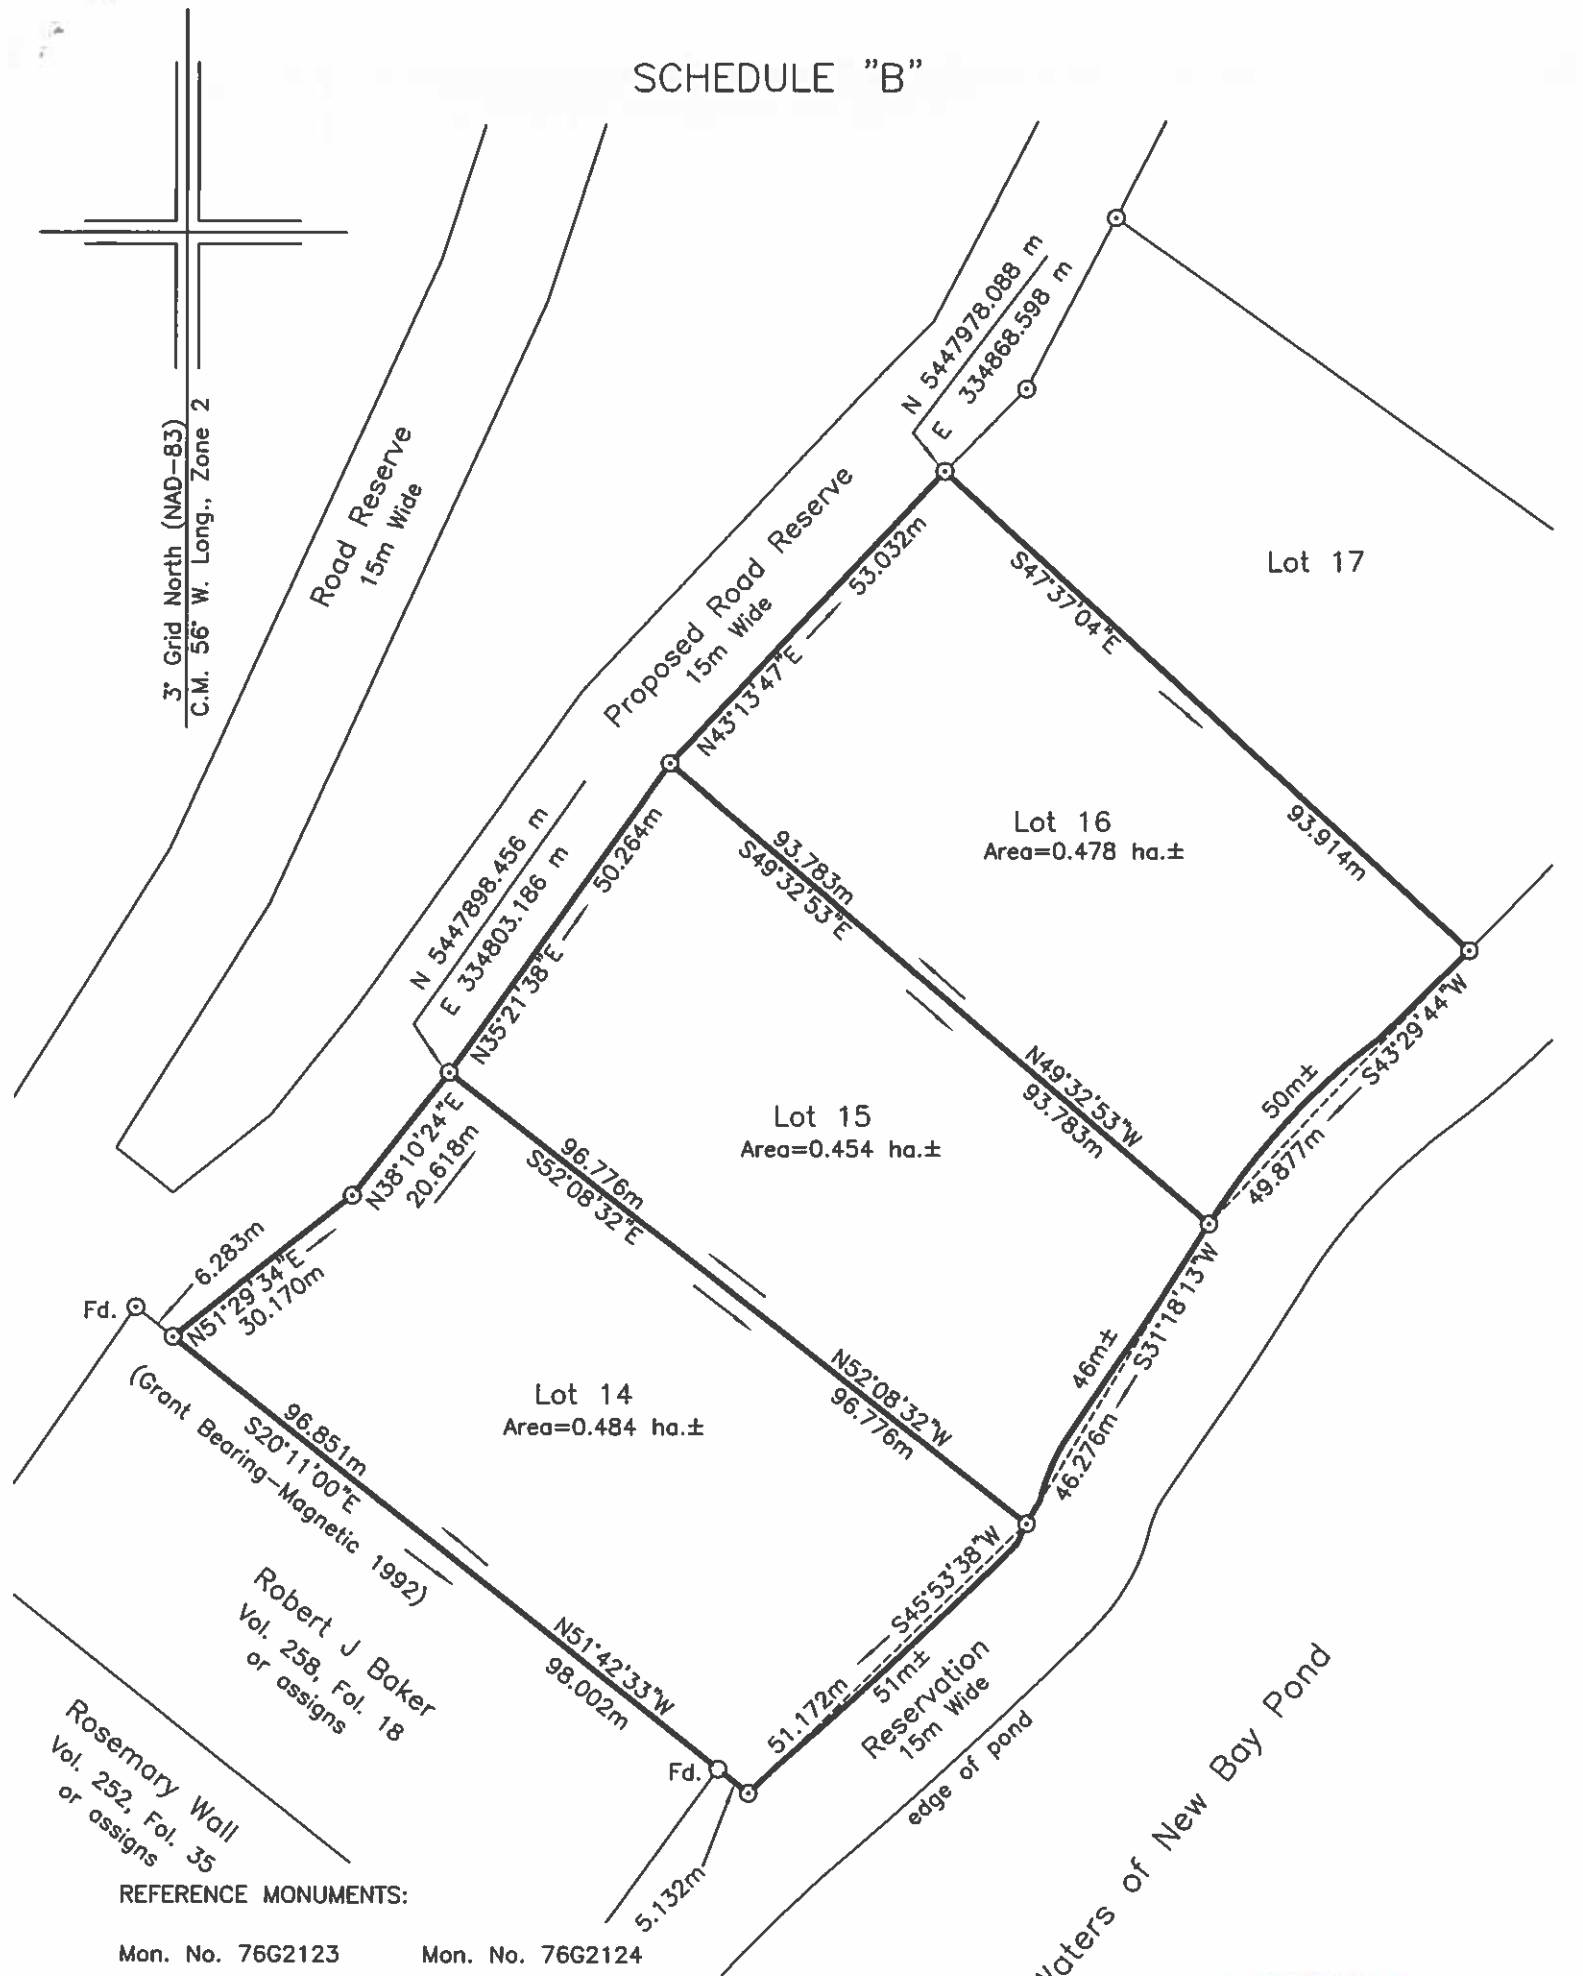 SCHEDULE "B"
3° Grid North (NAD-83)
C.M. 56° W. Long., Zone 2
Road Reserve
15m Wide
N 5447978.088 m
E 334868.598 m
Proposed Road Reserve
15m Wide
N43°13'47"E
53.032m
S47°37'04"E
93.914m
Lot 17
Lot 16
Area=0.478 ha.±
N 5447898.456 m
E 334803.186 m
N35°21'38"E
50.264m
93.783m
S49°32'53"E
N49°32'53"W
93.783m
50m±
S43°29'44"W
49.877m
Lot 15
Area=0.454 ha.±
N38°10'24"E
20.618m
96.776m
S52°08'32"E
N52°08'32"W
96.776m
46m±
S31°18'13"W
46.276m
6.283m
Fd.
N51°29'34"E
30.170m
Lot 14
Area=0.484 ha.±
96.851m
S20°11'00"E
(Grant Bearing-Magnetic 1992)
N51°42'33"W
98.002m
S45°53'38"W
51.172m
51m±
Reservation
15m Wide
edge of pond
Robert J Baker
Vol. 258, Fol. 18
or assigns
Rosemary Wall
Vol. 252, Fol. 35
or assigns
Fd.
5.132m
Waters of New Bay Pond
REFERENCE MONUMENTS:
Mon. No. 76G2123 Mon. No. 76G2124